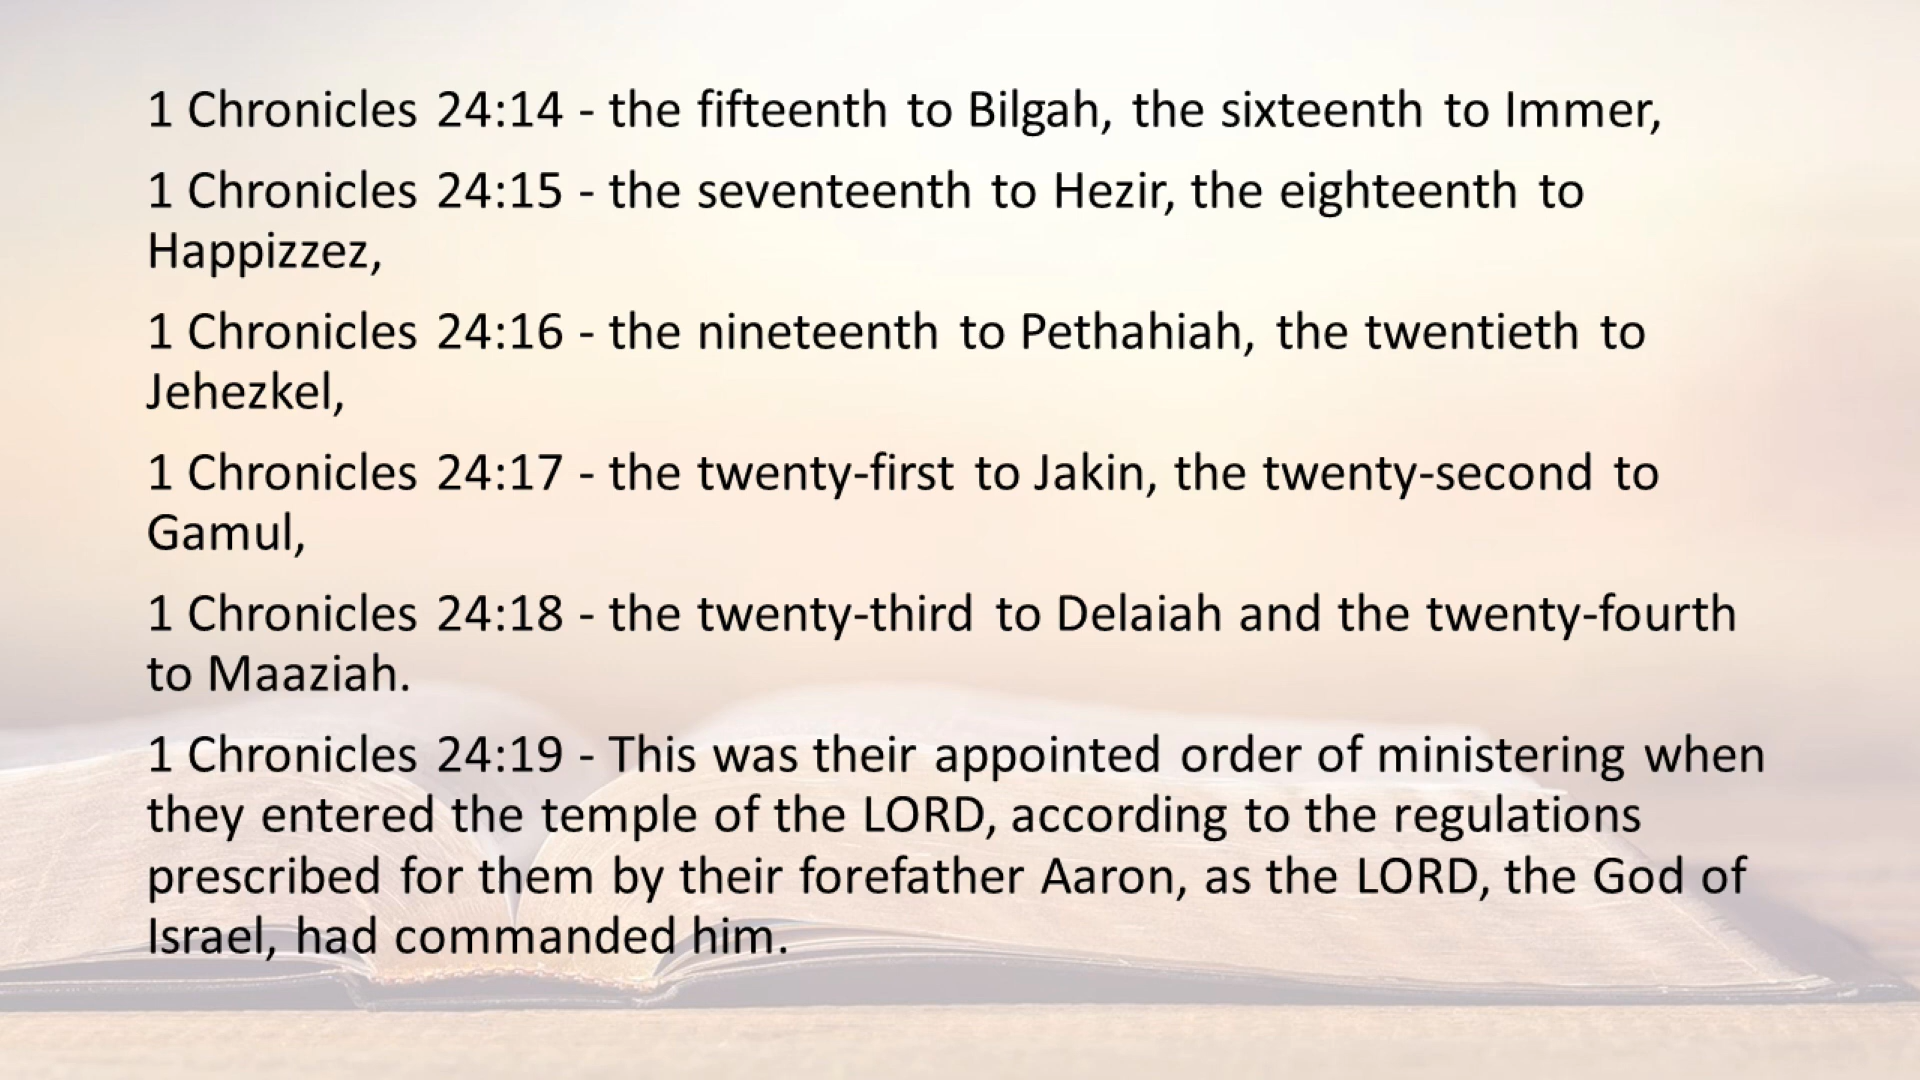 1 Chronicles 24:14 - the fifteenth to Bilgah, the sixteenth to Immer,
1 Chronicles 24:15 - the seventeenth to Hezir, the eighteenth to
Happizzez,
1 Chronicles 24:16 - the nineteenth to Pethahiah, the twentieth to
Jehezkel,
1 Chronicles 24:17 - the twenty-first to Jakin, the twenty-second to
Gamul,
1 Chronicles 24:18 - the twenty-third to Delaiah and the twenty-fourth
to Maaziah.
1 Chronicles 24:19 - This was their appointed order of ministering when
they entered the temple of the LORD, according to the regulations
prescribed for them by their forefather Aaron, as the LORD, the God of
Israel, had commanded him.